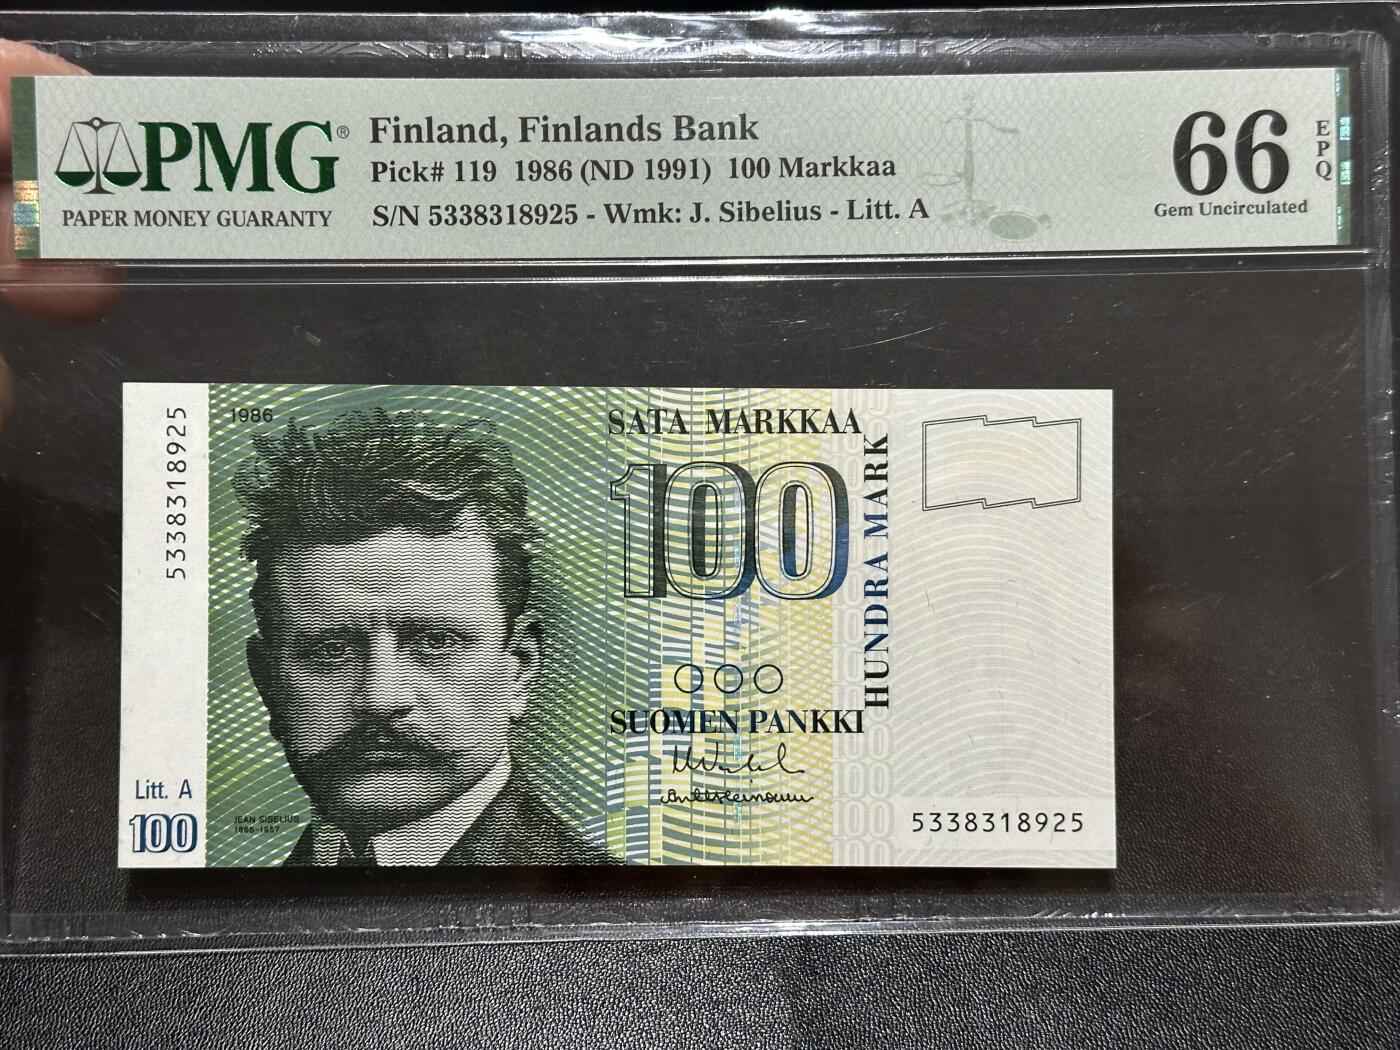 PMG®
PAPER MONEY GUARANTY
Finland, Finlands Bank
Pick# 119 1986 (ND 1991) 100 Markkaa
S/N 5338318925 - Wmk: J. Sibelius - Litt. A
66
EPQ
Gem Uncirculated
5338318925
1986
SATA MARKKAA
100
HUNDRA MARK
SUOMEN PANKKI
Litt. A
100
JEAN SIBELIUS
1865-1957
5338318925